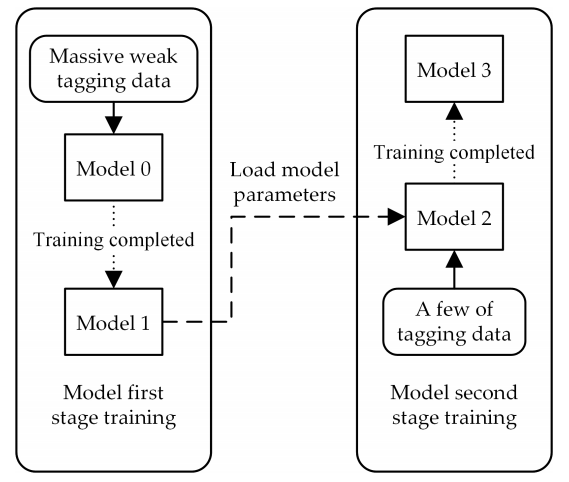 Massive weak
tagging data
Model 0
Training completed
Model 1
Model first
stage training
Load model
parameters
Model 3
Training completed
Model 2
A few of
tagging data
Model second
stage training